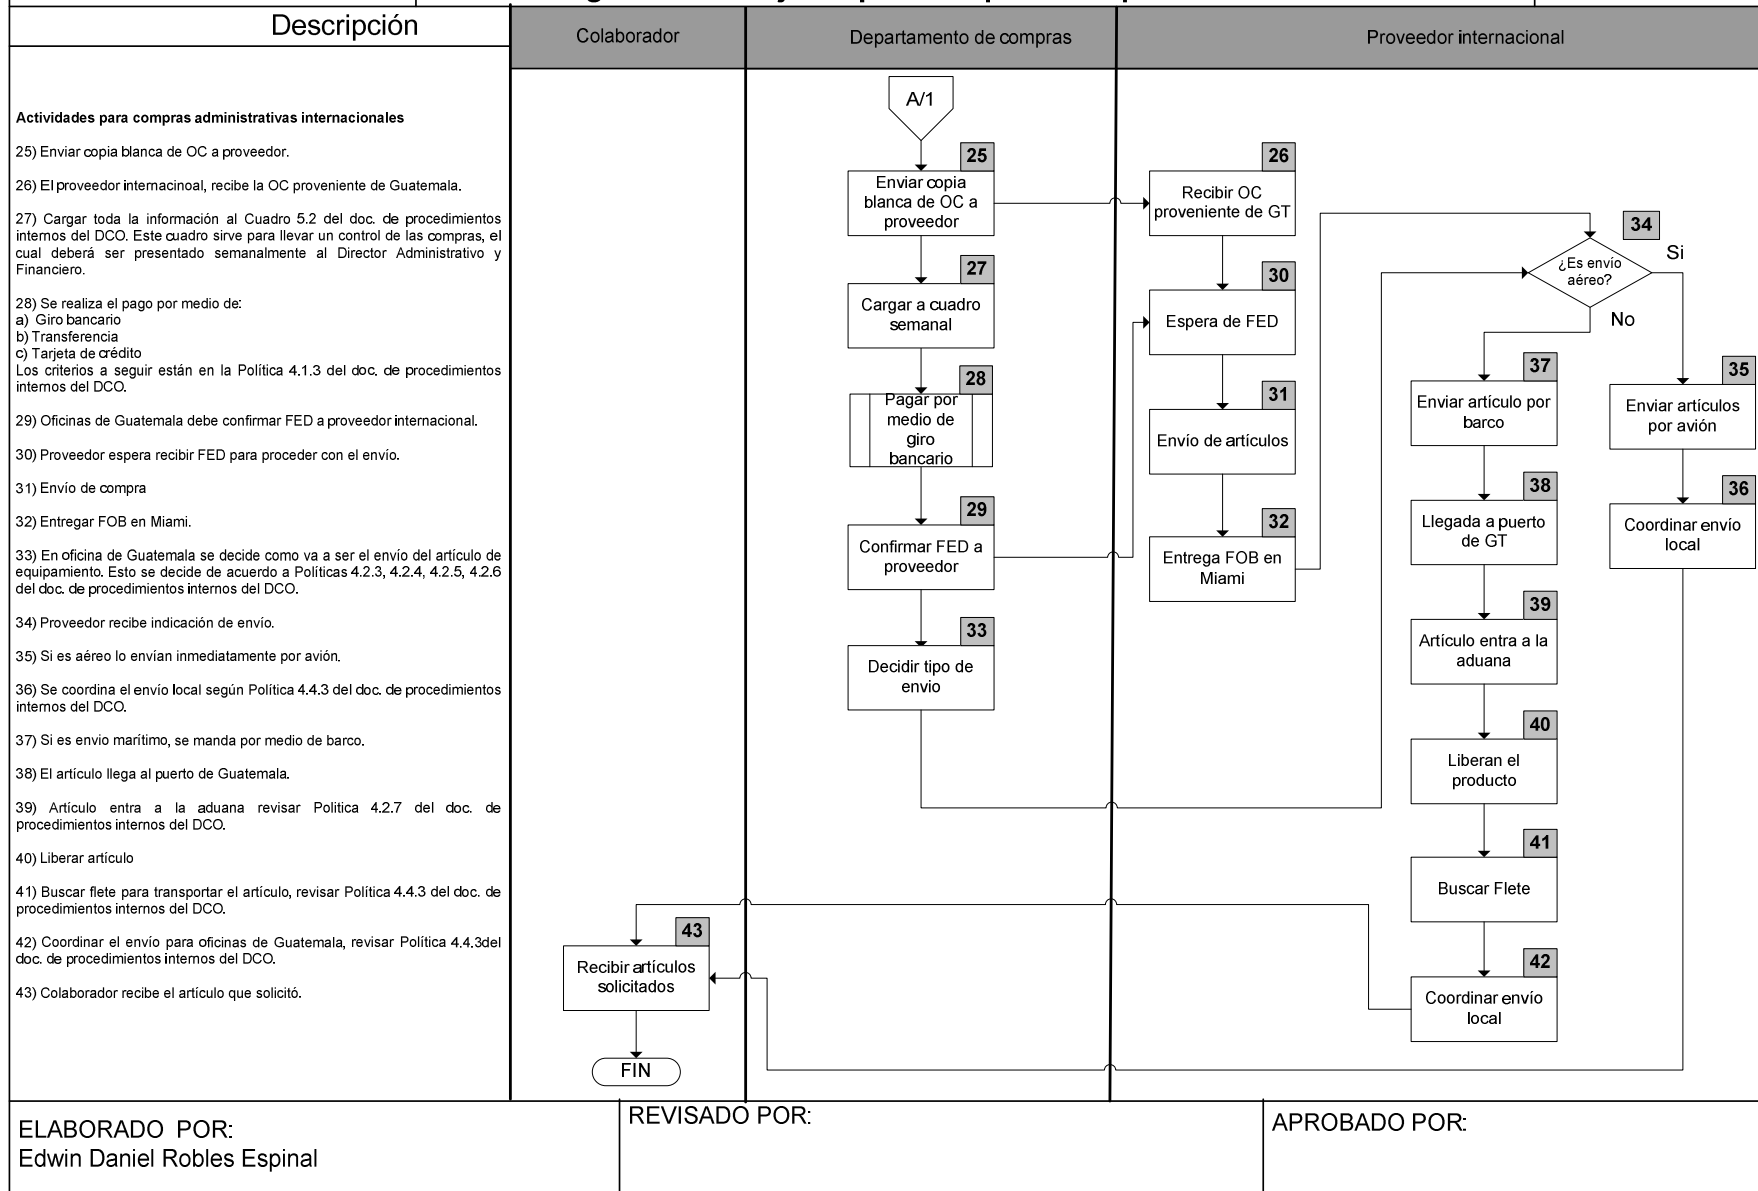 Descripción
Colaborador
Departamento de compras
Proveedor internacional
Actividades para compras administrativas internacionales
25) Enviar copia blanca de OC a proveedor.
26) El proveedor internacinoal, recibe la OC proveniente de Guatemala.
27) Cargar toda la información al Cuadro 5.2 del doc. de procedimientos
internos del DCO. Este cuadro sirve para llevar un control de las compras, el
cual deberá ser presentado semanalmente al Director Administrativo y
Financiero.
28) Se realiza el pago por medio de:
a) Giro bancario
b) Transferencia
c) Tarjeta de crédito
Los criterios a seguir están en la Política 4.1.3 del doc. de procedimientos
internos del DCO.
29) Oficinas de Guatemala debe confirmar FED a proveedor internacional.
30) Proveedor espera recibir FED para proceder con el envío.
31) Envío de compra
32) Entregar FOB en Miami.
33) En oficina de Guatemala se decide como va a ser el envío del artículo de
equipamiento. Esto se decide de acuerdo a Políticas 4.2.3, 4.2.4, 4.2.5, 4.2.6
del doc. de procedimientos internos del DCO.
34) Proveedor recibe indicación de envío.
35) Si es aéreo lo envían inmediatamente por avión.
36) Se coordina el envío local según Política 4.4.3 del doc. de procedimientos
internos del DCO.
37) Si es envio marítimo, se manda por medio de barco.
38) El artículo llega al puerto de Guatemala.
39) Artículo entra a la aduana revisar Politica 4.2.7 del doc. de
procedimientos internos del DCO.
40) Liberar artículo
41) Buscar flete para transportar el artículo, revisar Política 4.4.3 del doc. de
procedimientos internos del DCO.
42) Coordinar el envío para oficinas de Guatemala, revisar Política 4.4.3del
doc. de procedimientos internos del DCO.
43) Colaborador recibe el artículo que solicitó.
A/1
25
Enviar copia
blanca de OC a
proveedor
27
Cargar a cuadro
semanal
28
Pagar por
medio de
giro
bancario
29
Confirmar FED a
proveedor
33
Decidir tipo de
envio
26
Recibir OC
proveniente de GT
30
Espera de FED
31
Envío de artículos
32
Entrega FOB en
Miami
34
¿Es envío
aéreo?
Si
No
37
Enviar artículo por
barco
38
Llegada a puerto
de GT
39
Artículo entra a la
aduana
40
Liberan el
producto
41
Buscar Flete
42
Coordinar envío
local
35
Enviar artículos
por avión
36
Coordinar envío
local
43
Recibir artículos
solicitados
FIN
ELABORADO POR:
Edwin Daniel Robles Espinal
REVISADO POR:
APROBADO POR: